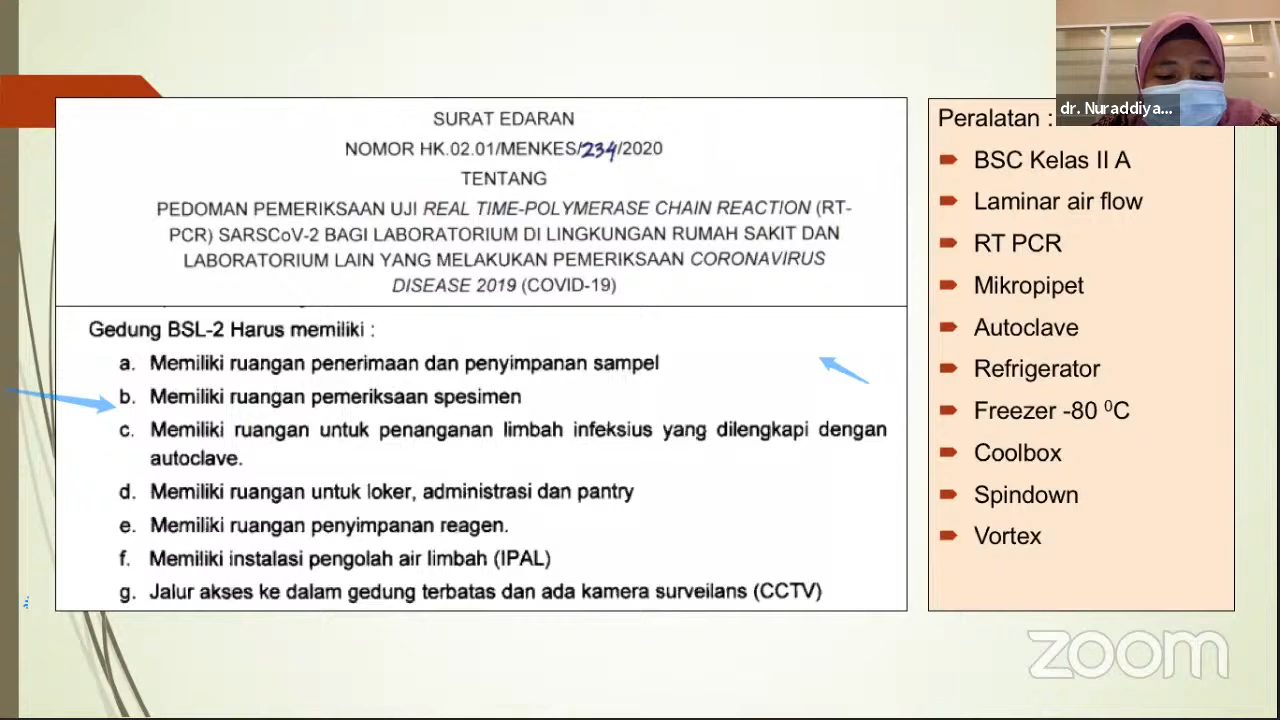 SURAT EDARAN
NOMOR HK.02.01/MENKES/234/2020
TENTANG
PEDOMAN PEMERIKSAAN UJI REAL TIME-POLYMERASE CHAIN REACTION (RT-
PCR) SARSCoV-2 BAGI LABORATORIUM DI LINGKUNGAN RUMAH SAKIT DAN
LABORATORIUM LAIN YANG MELAKUKAN PEMERIKSAAN CORONAVIRUS
DISEASE 2019 (COVID-19)
Gedung BSL-2 Harus memiliki :
a. Memiliki ruangan penerimaan dan penyimpanan sampel
b. Memiliki ruangan pemeriksaan spesimen
c. Memiliki ruangan untuk penanganan limbah infeksius yang dilengkapi dengan
autoclave.
d. Memiliki ruangan untuk loker, administrasi dan pantry
e. Memiliki ruangan penyimpanan reagen.
f. Memiliki instalasi pengolah air limbah (IPAL)
g. Jalur akses ke dalam gedung terbatas dan ada kamera surveilans (CCTV)
Peralatan :
BSC Kelas II A
Laminar air flow
RT PCR
Mikropipet
Autoclave
Refrigerator
Freezer -80 ⁰C
Coolbox
Spindown
Vortex
dr. Nuraddiya...
zoom